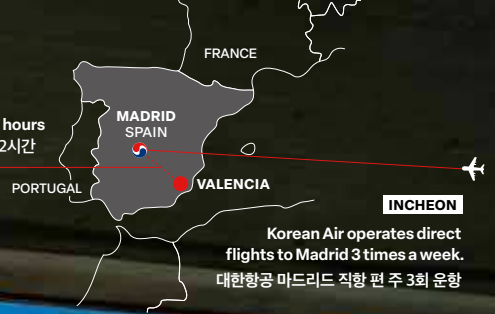 FRANCE
hours
2시간
MADRID
SPAIN
PORTUGAL
VALENCIA
INCHEON
Korean Air operates direct
flights to Madrid 3 times a week.
대한항공 마드리드 직항 편 주 3회 운항